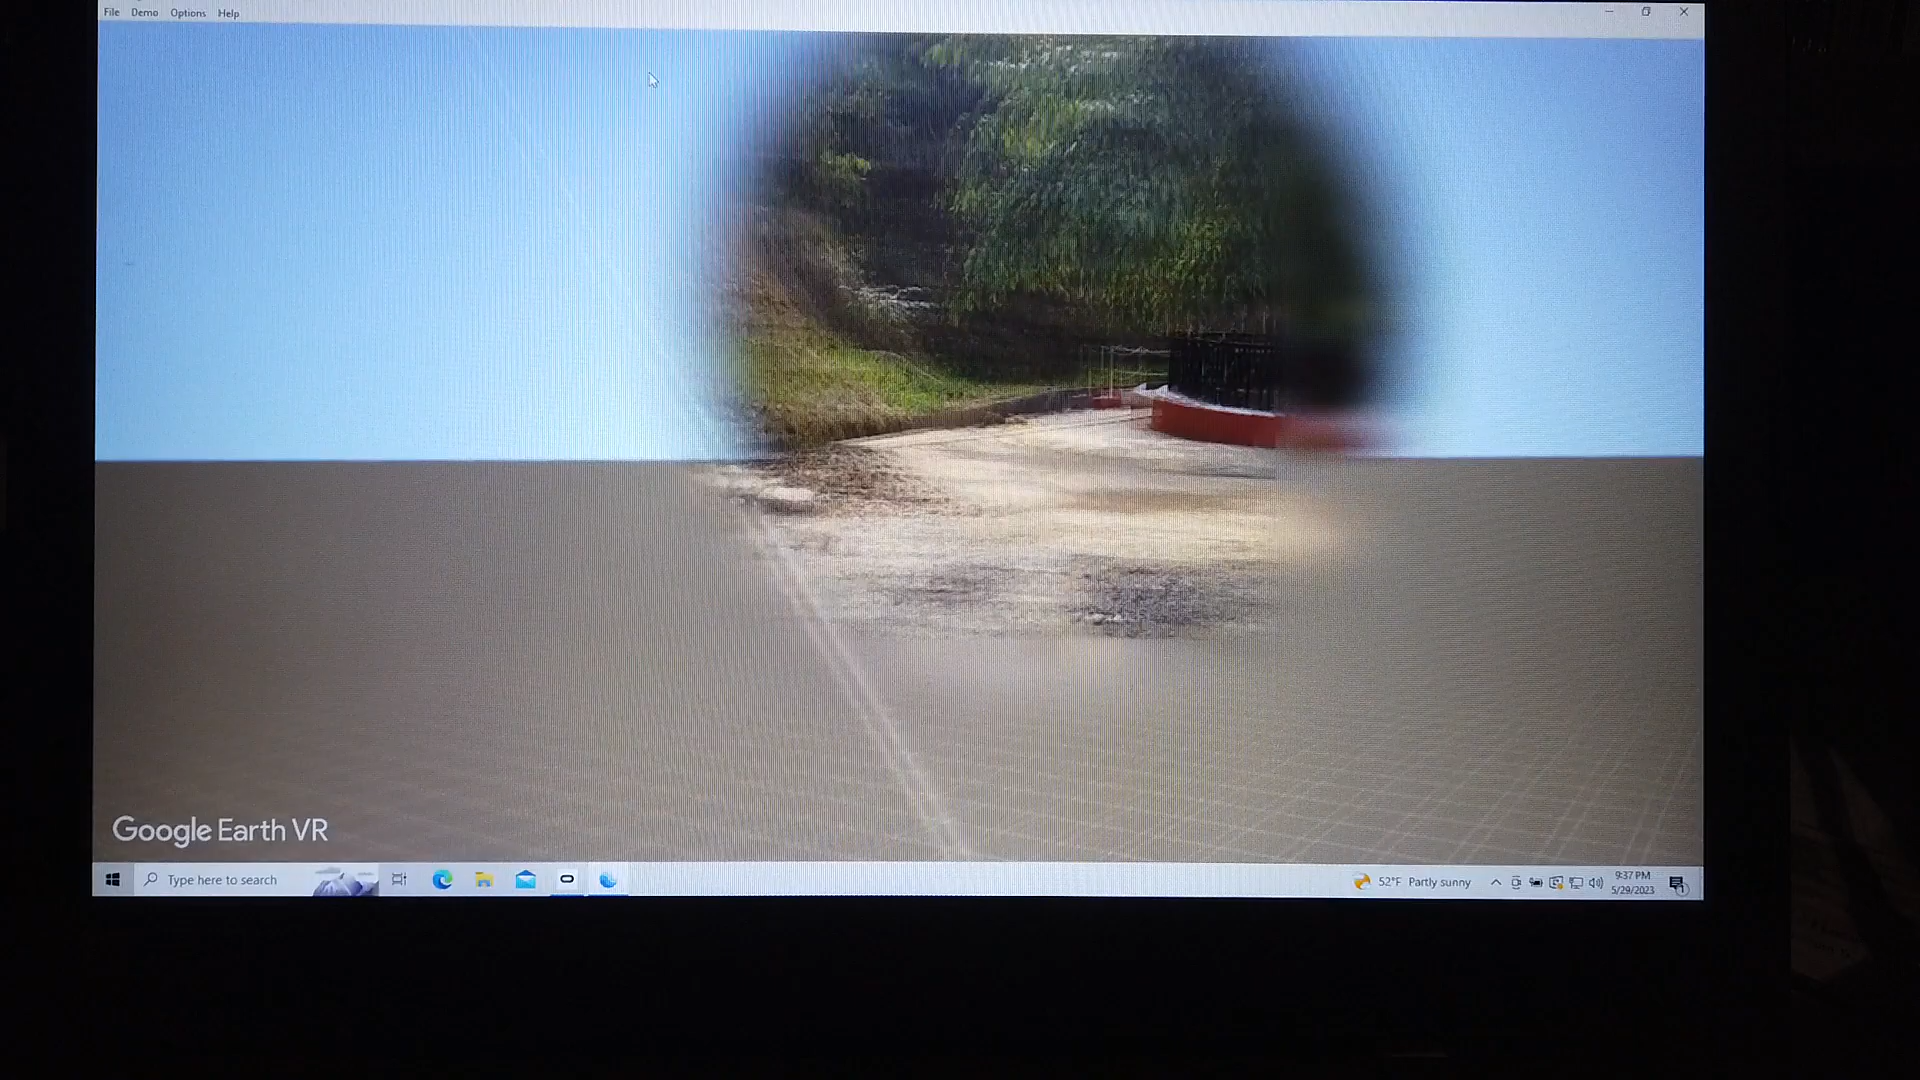 File Demo Options Help
Google Earth VR
Type here to search
52°F Partly sunny
9:37 PM
5/29/2023
1